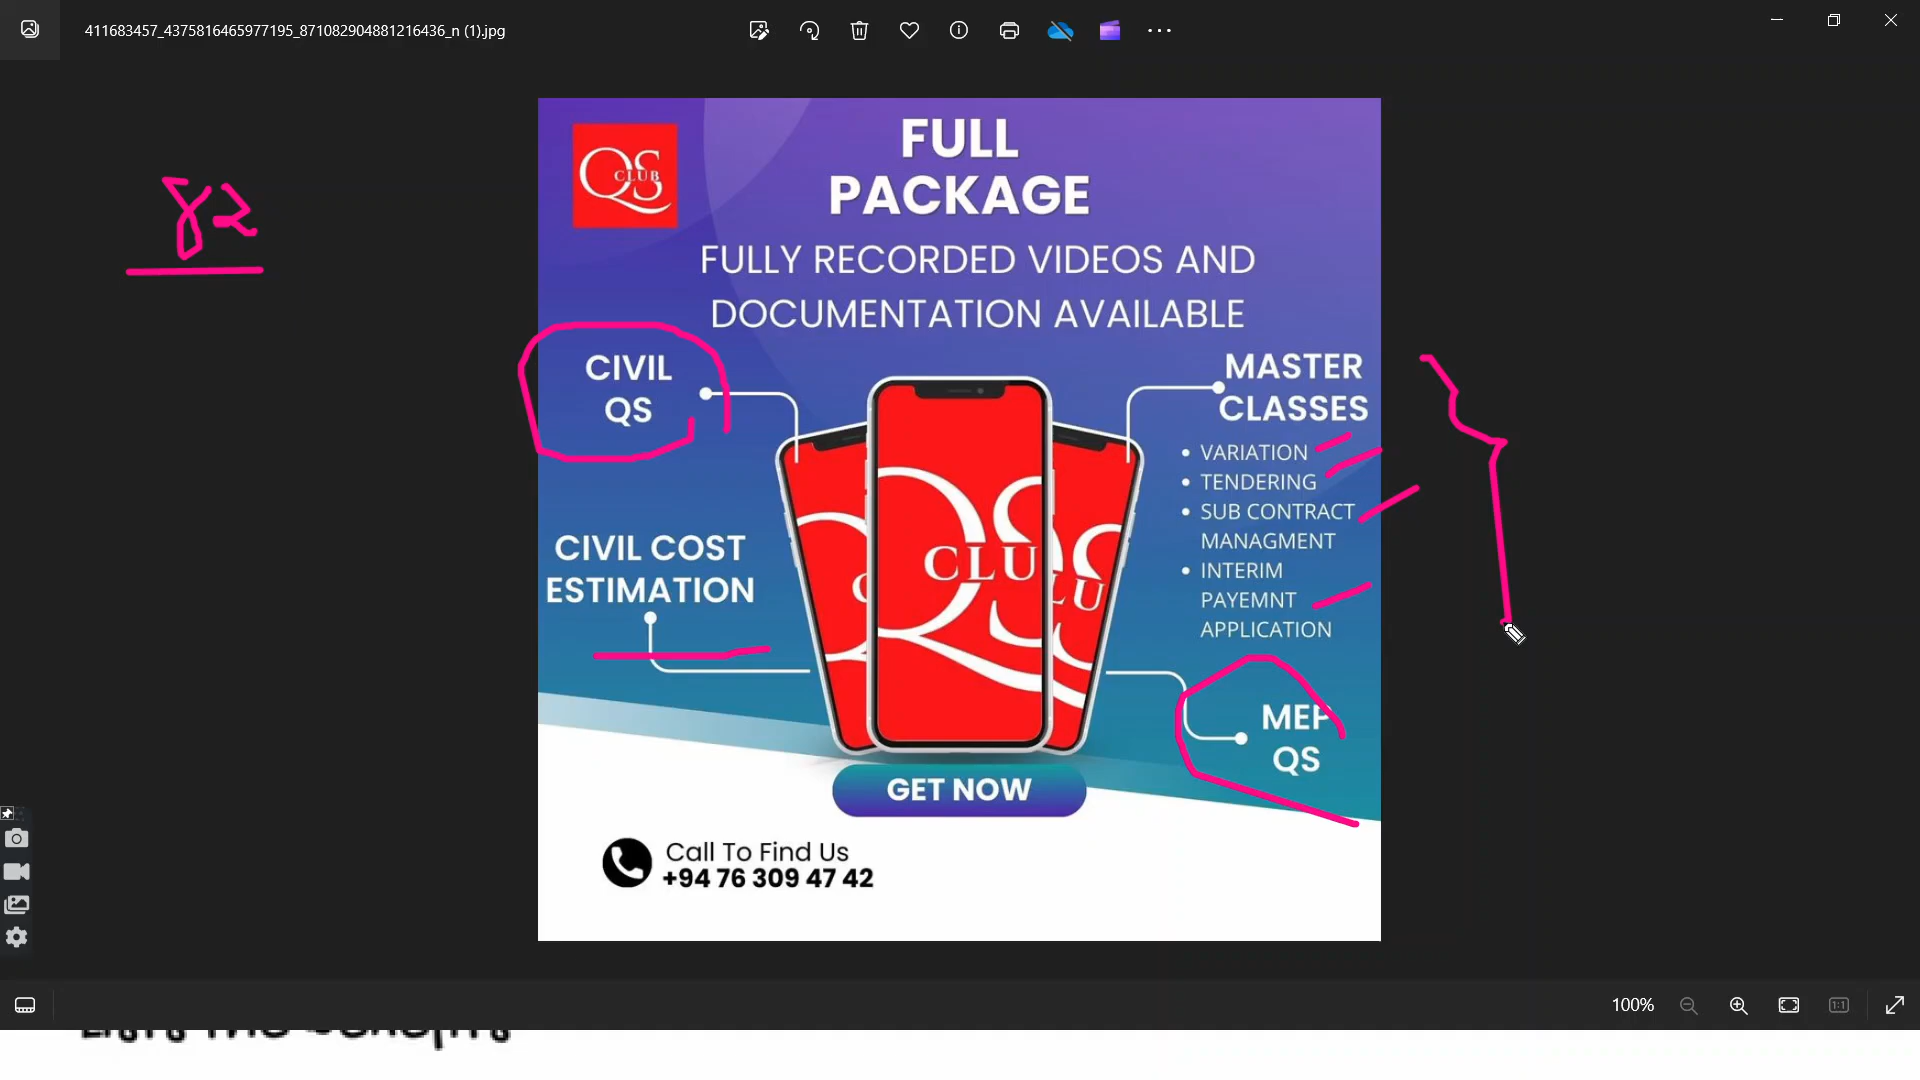 411683457_4375816465977195_871082904881216436_n (1).jpg
QS
CLUB
FULL
PACKAGE
FULLY RECORDED VIDEOS AND
DOCUMENTATION AVAILABLE
CIVIL
QS
MASTER
CLASSES
• VARIATION
• TENDERING
• SUB CONTRACT
MANAGMENT
• INTERIM
PAYEMNT
APPLICATION
CIVIL COST
ESTIMATION
MEP
QS
GET NOW
Call To Find Us
+94 76 309 47 42
100%